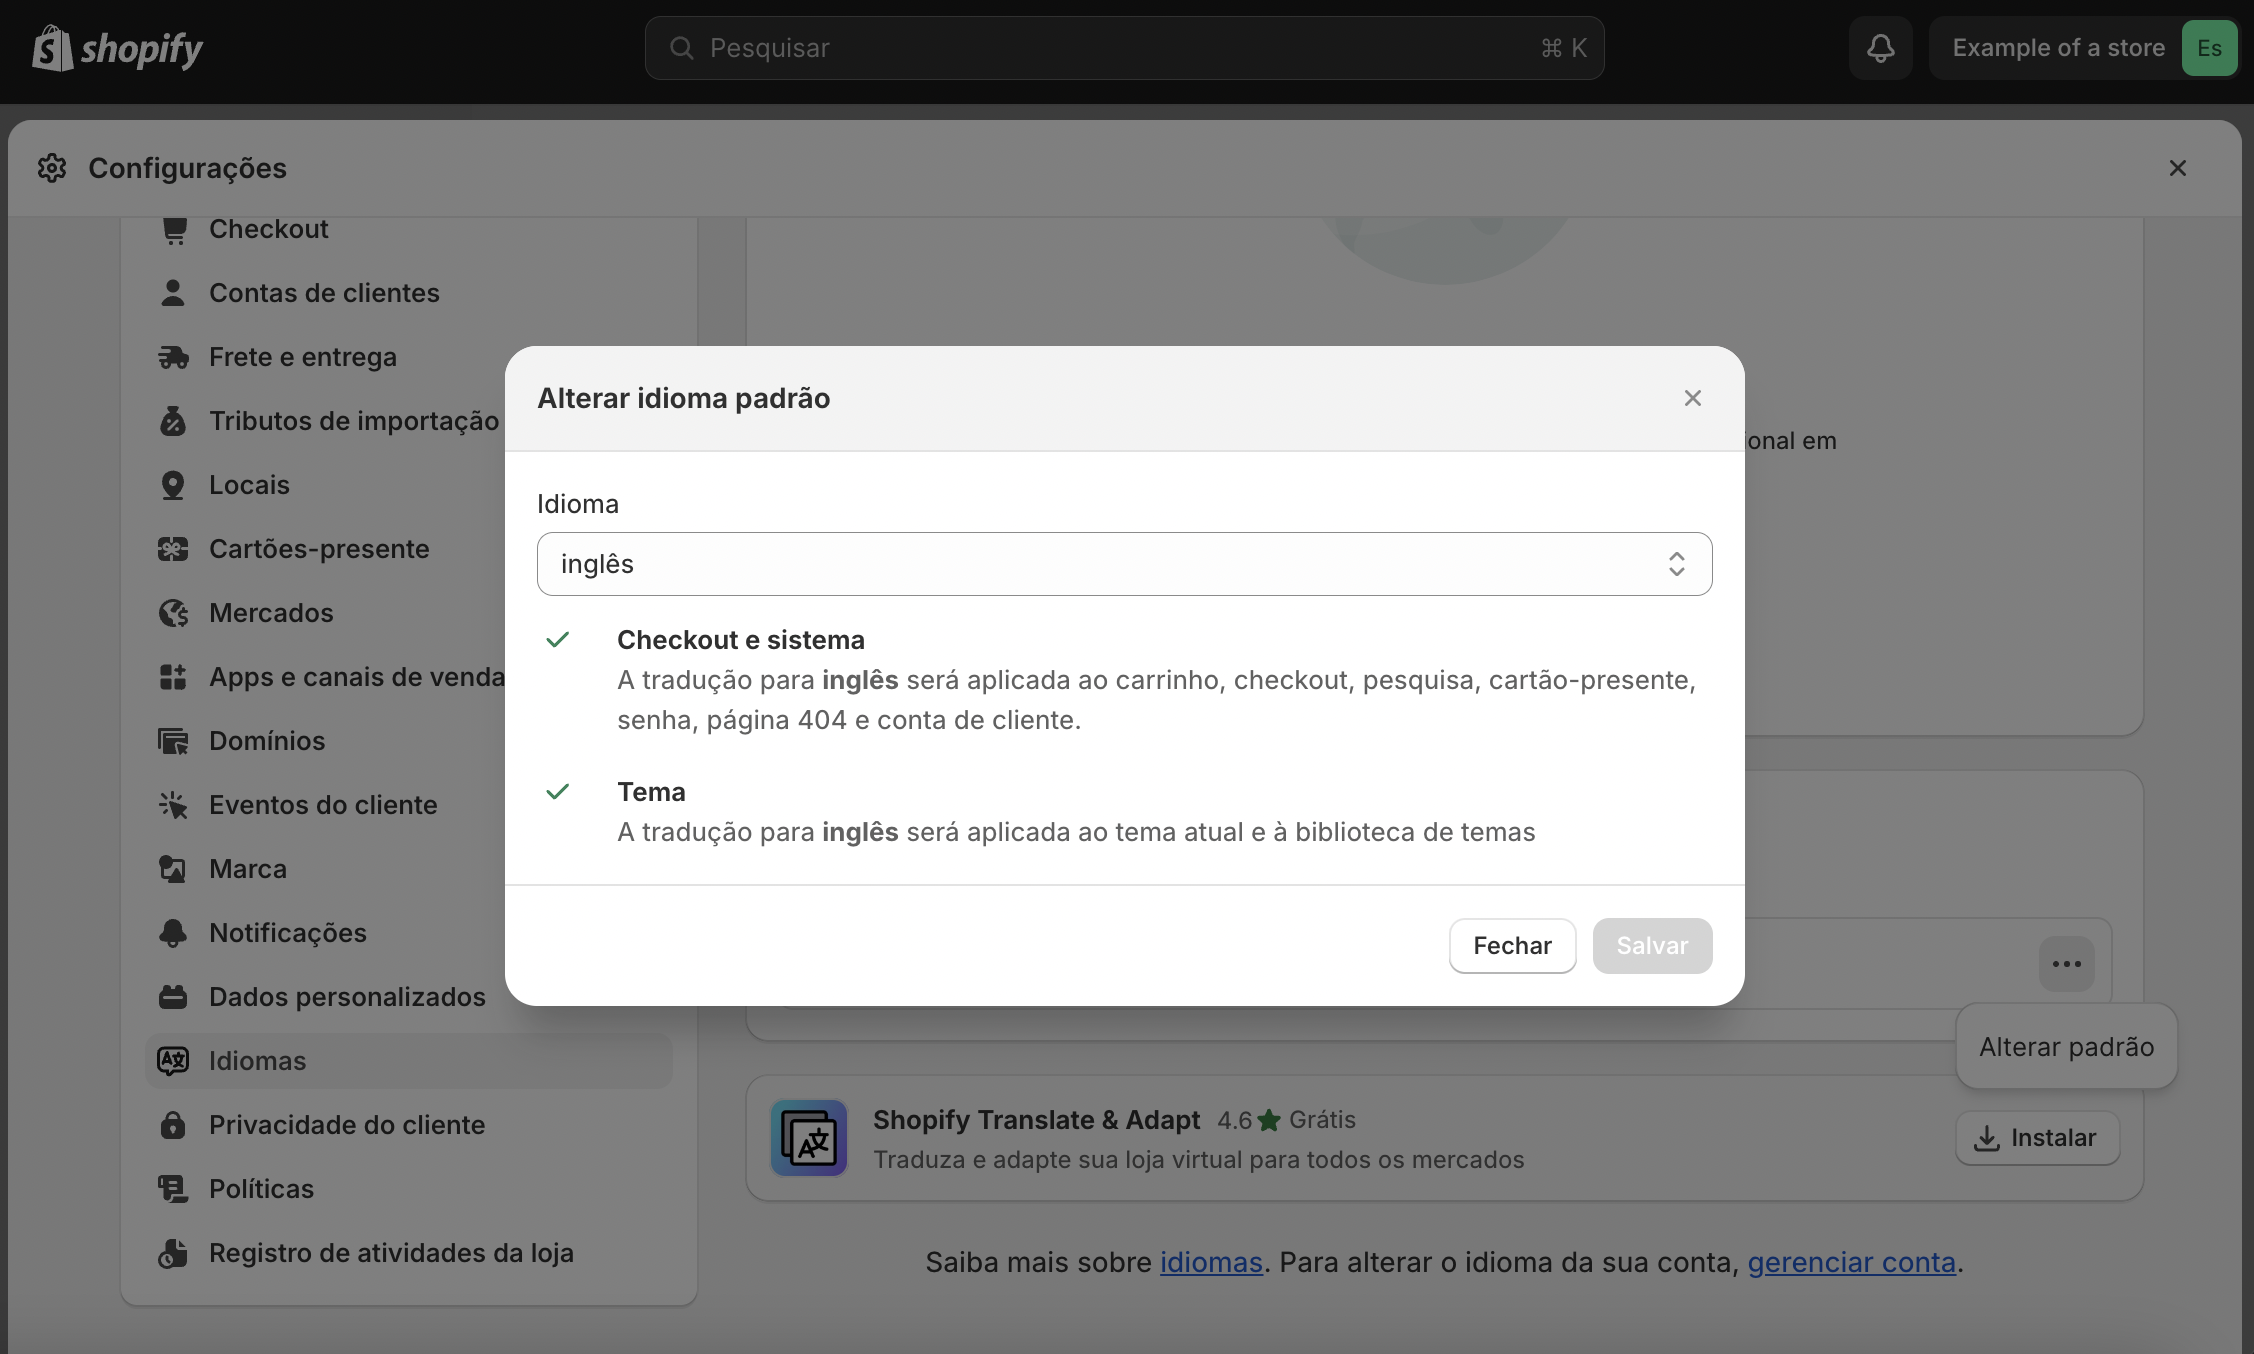 shopify
Pesquisar
⌘ K
Example of a store
Es
Configurações
Checkout
Contas de clientes
Frete e entrega
Tributos de importação
Locais
Cartões-presente
Mercados
Apps e canais de venda
Domínios
Eventos do cliente
Marca
Notificações
Dados personalizados
Idiomas
Privacidade do cliente
Políticas
Registro de atividades da loja
ional em
Alterar idioma padrão
Idioma
inglês
Checkout e sistema
A tradução para inglês será aplicada ao carrinho, checkout, pesquisa, cartão-presente,
senha, página 404 e conta de cliente.
Tema
A tradução para inglês será aplicada ao tema atual e à biblioteca de temas
Fechar
Salvar
Alterar padrão
Shopify Translate & Adapt 4.6 Grátis
Traduza e adapte sua loja virtual para todos os mercados
Instalar
Saiba mais sobre idiomas. Para alterar o idioma da sua conta, gerenciar conta.